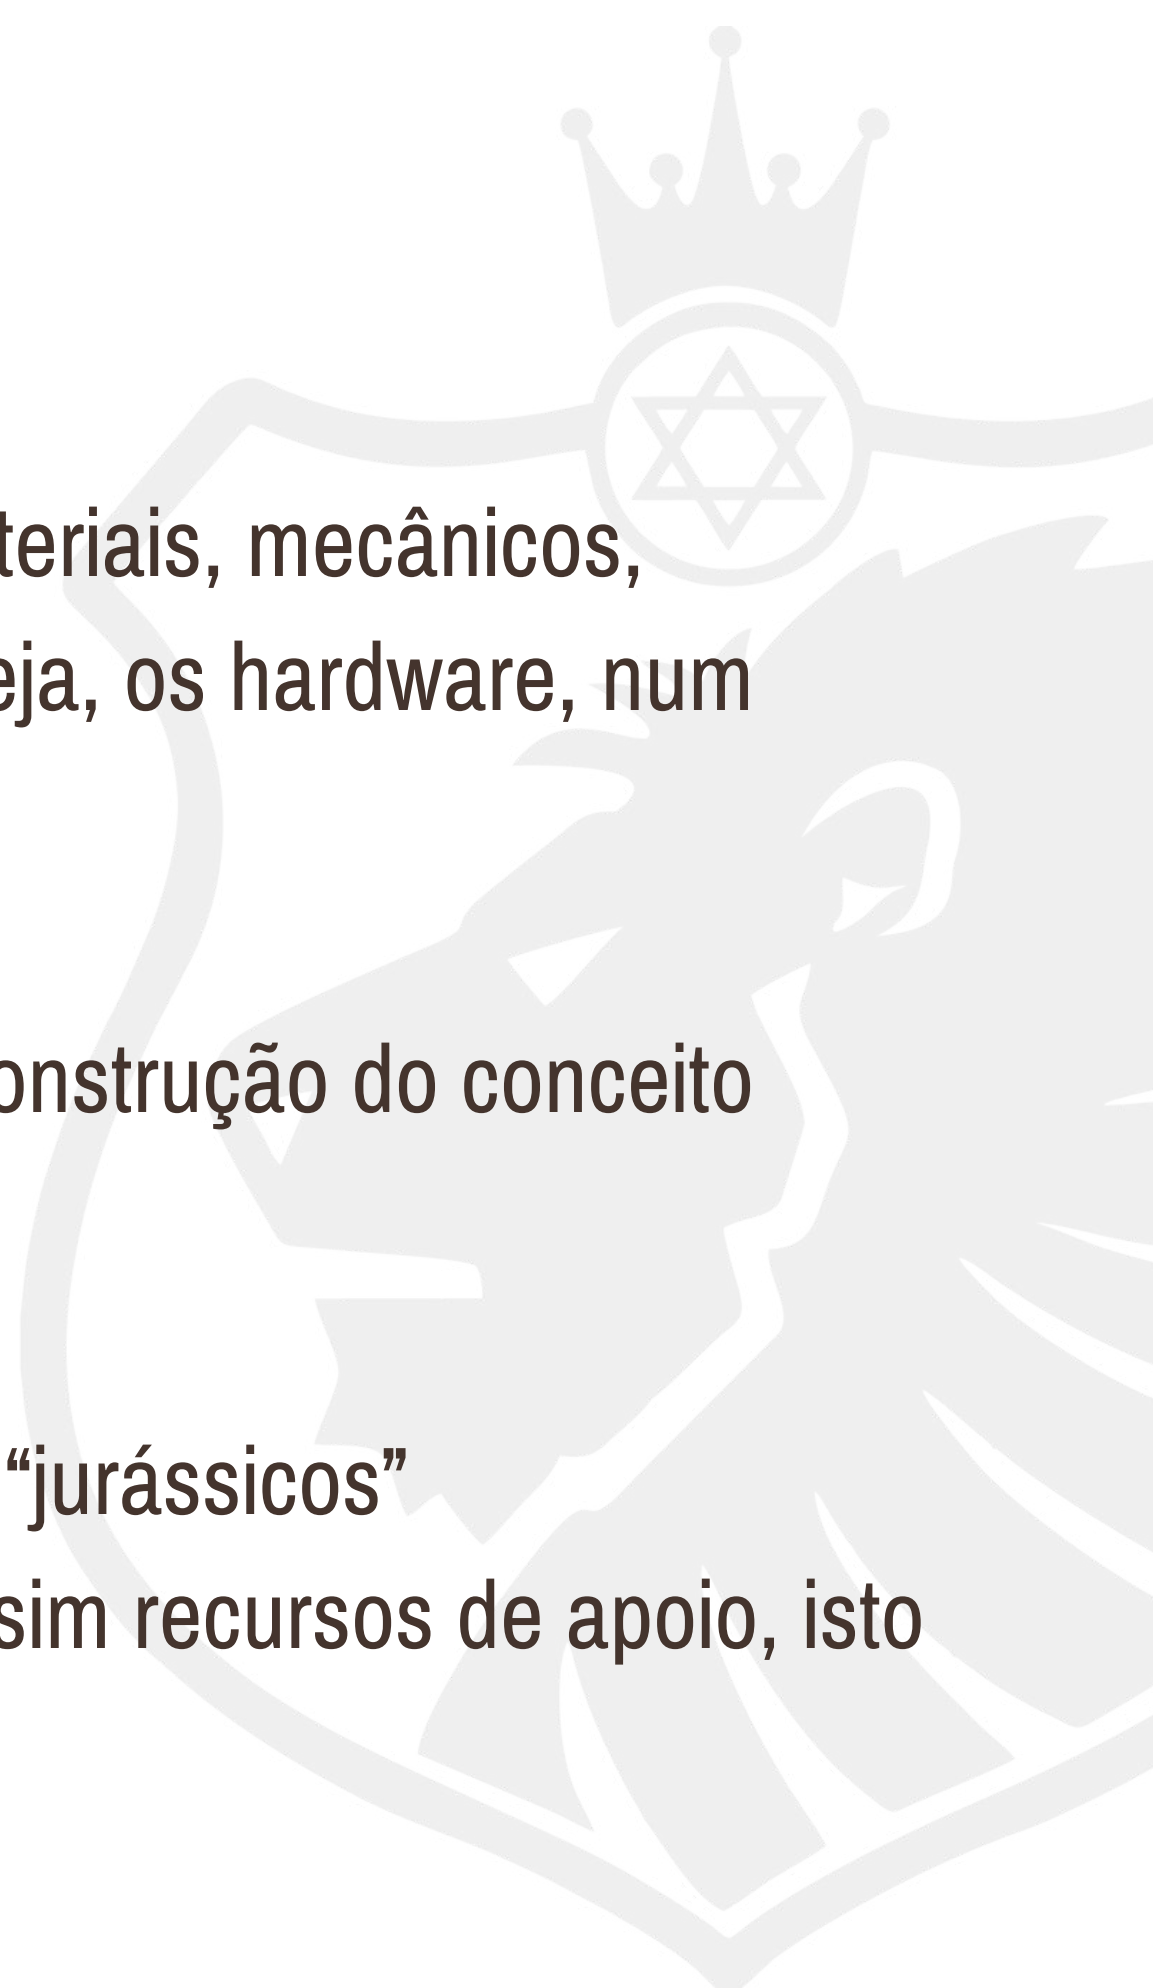 teriais, mecânicos,
eja, os hardware, num
onstrução do conceito
“jurássicos”
sim recursos de apoio, isto